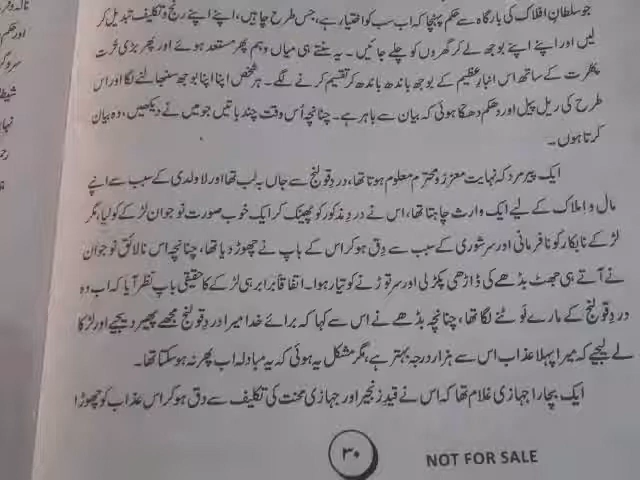 جو سلطانِ افلاک کی بارگاہ سے حکم پہنچا کہ اب سب کو اختیار ہے، جس طرح چاہیں، اپنے اپنے رنج و تکلیف تبدیل کر
لیں اور اپنے اپنے بوجھ لے کر گھروں کو چلے جائیں۔ یہ سنتے ہی میاں وہم پھر مستعد ہوئے اور پھر بڑی تُرت
پھُرت کے ساتھ اس انبارِ عظیم کے بوجھ باندھ باندھ کر تقسیم کرنے لگے۔ ہر شخص اپنا اپنا بوجھ سنبھالنے لگا اور اس
طرح کی ریل پیل اور دھکم دھکا ہوئی کہ بیان سے باہر ہے۔ چنانچہ اُس وقت چند باتیں جو میں نے دیکھیں، وہ بیان
کرتا ہوں۔
ایک پیر مرد کہ نہایت معزز و محترم معلوم ہوتا تھا، دردِ قولنج سے جاں بہ لب تھا اور لاولدی کے سبب سے اپنے
مال و املاک کے لیے ایک وارث چاہتا تھا، اس نے دردِ مذکور کو پھینک کر ایک خوب صورت نوجوان لڑکے کو لیا، مگر
لڑکے نابکار کو نافرمانی اور سرشوری کے سبب سے دِق ہو کر اس کے باپ نے چھوڑ دیا تھا، چنانچہ اس نالائق نوجوان
نے آتے ہی جھٹ بڈھے کی ڈاڑھی پکڑ لی اور سر توڑنے کو تیار ہوا۔ اتفاقاً برابر ہی لڑکے کا حقیقی باپ نظر آیا کہ اب وہ
دردِ قولنج کے مارے لَوٹنے لگا تھا، چنانچہ بڈھے نے اس سے کہا کہ برائے خدا میرا دردِ قولنج مجھے پھیر دیجیے اور لڑکا
لے لیجیے کہ میرا پہلا عذاب اس سے ہزار درجہ بہتر ہے، مگر مشکل یہ ہوئی کہ یہ مبادلہ اب پھر نہ ہو سکتا تھا۔
ایک بچارا جہازی غلام تھا کہ اس نے قیدِ زنجیر اور جہازی محنت کی تکلیف سے دِق ہو کر اس عذاب کو چھوڑا
۳۰
NOT FOR SALE